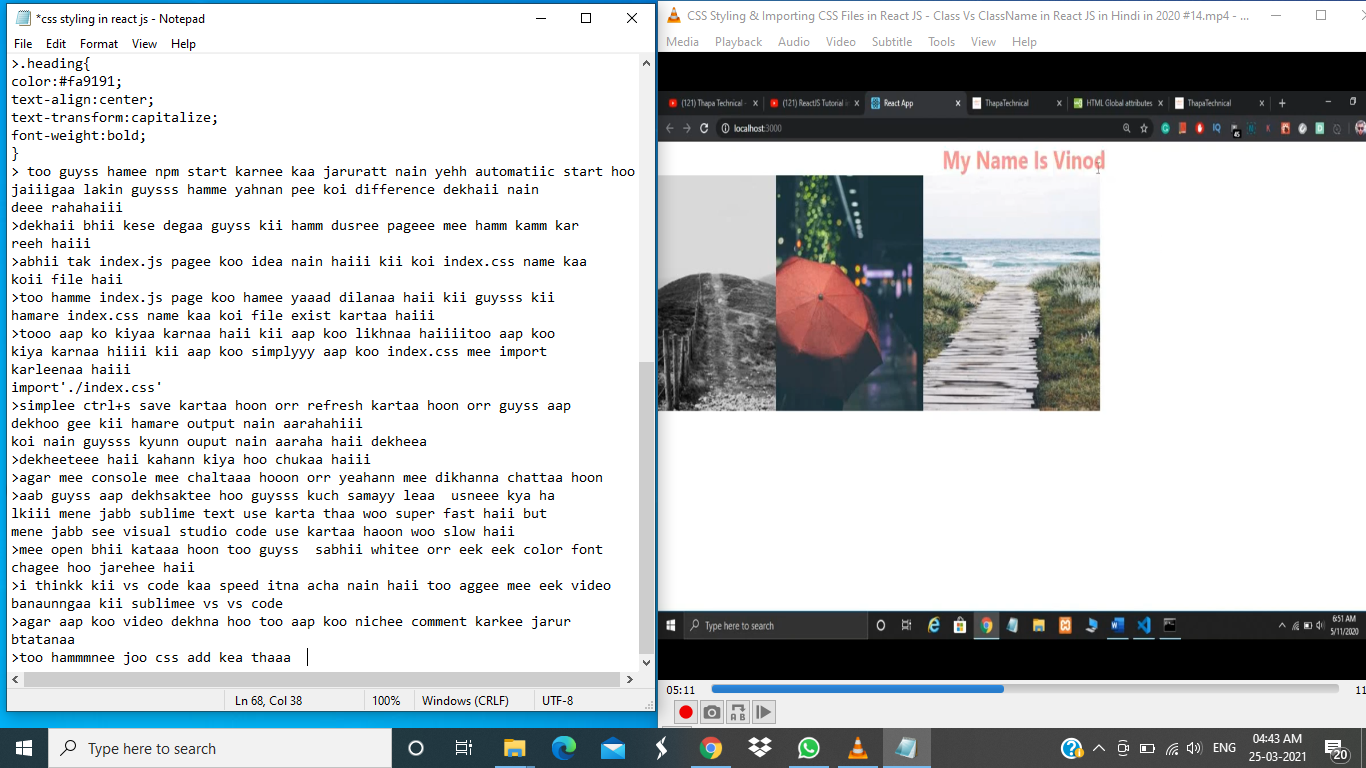 *css styling in react js - Notepad
File Edit Format View Help
>.heading{
color:#fa9191;
text-align:center;
text-transform:capitalize;
font-weight:bold;
}
> too guyss hamee npm start karnee kaa jaruratt nain yehh automatiic start hoo
jaiiigaa lakin guysss hamme yahnan pee koi difference dekhaii nain
deee rahahaiii
>dekhaii bhii kese degaa guyss kii hamm dusree pageee mee hamm kamm kar
reeh haiii
>abhii tak index.js pagee koo idea nain haiii kii koi index.css name kaa
koii file haii
>too hamme index.js page koo hamee yaaad dilanaa haii kii guysss kii
hamare index.css name kaa koi file exist kartaa haiii
>tooo aap ko kiyaa karnaa haii kii aap koo likhnaa haiiiitoo aap koo
kiya karnaa hiiii kii aap koo simplyyy aap koo index.css mee import
karleenaa haiii
import'./index.css'
>simplee ctrl+s save kartaa hoon orr refresh kartaa hoon orr guyss aap
dekhoo gee kii hamare output nain aarahahiii
koi nain guysss kyunn ouput nain aaraha haii dekheea
>dekheeteee haii kahann kiya hoo chukaa haiii
>agar mee console mee chaltaaa hooon orr yeahann mee dikhanna chattaa hoon
>aab guyss aap dekhsaktee hoo guysss kuch samayy leaa  usneee kya ha
lkiii mene jabb sublime text use karta thaa woo super fast haii but
mene jabb see visual studio code use kartaa haoon woo slow haii
>mee open bhii kataaa hoon too guyss  sabhii whitee orr eek eek color font
chagee hoo jarehee haii
>i thinkk kii vs code kaa speed itna acha nain haii too aggee mee eek video
banaunngaa kii sublimee vs vs code
>agar aap koo video dekhna hoo too aap koo nichee comment karkee jarur
btatanaa
>too hammmnee joo css add kea thaaa
Ln 68, Col 38 100% Windows (CRLF) UTF-8
CSS Styling & Importing CSS Files in React JS - Class Vs ClassName in React JS in Hindi in 2020 #14.mp4 - ...
Media Playback Audio Video Subtitle Tools View Help
(121) Thapa Technical - (121) ReactJS Tutorial in React App ThapaTechnical HTML Global attributes ThapaTechnical
localhost:3000
45
My Name Is Vinod
Type here to search
6:51 AM
5/11/2020
05:11
11
A B
Type here to search
ENG
04:43 AM
25-03-2021
20